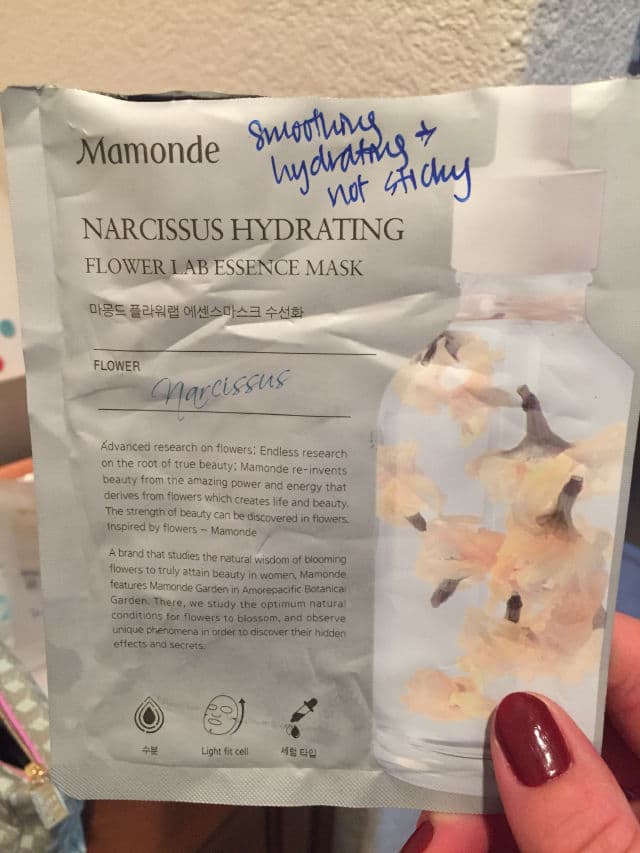 Mamonde
smoothing
hydrating +
not sticky
NARCISSUS HYDRATING
FLOWER LAB ESSENCE MASK
마몽드 플라워랩 에센스마스크 수선화
FLOWER
Narcissus
Advanced research on flowers; Endless research
on the root of true beauty; Mamonde re-invents
beauty from the amazing power and energy that
derives from flowers which creates life and beauty.
The strength of beauty can be discovered in flowers.
Inspired by flowers – Mamonde
A brand that studies the natural wisdom of blooming
flowers to truly attain beauty in women, Mamonde
features Mamonde Garden in Amorepacific Botanical
Garden. There, we study the optimum natural
conditions for flowers to blossom, and observe
unique phenomena in order to discover their hidden
effects and secrets.
수분
Light fit cell
세럼 타입